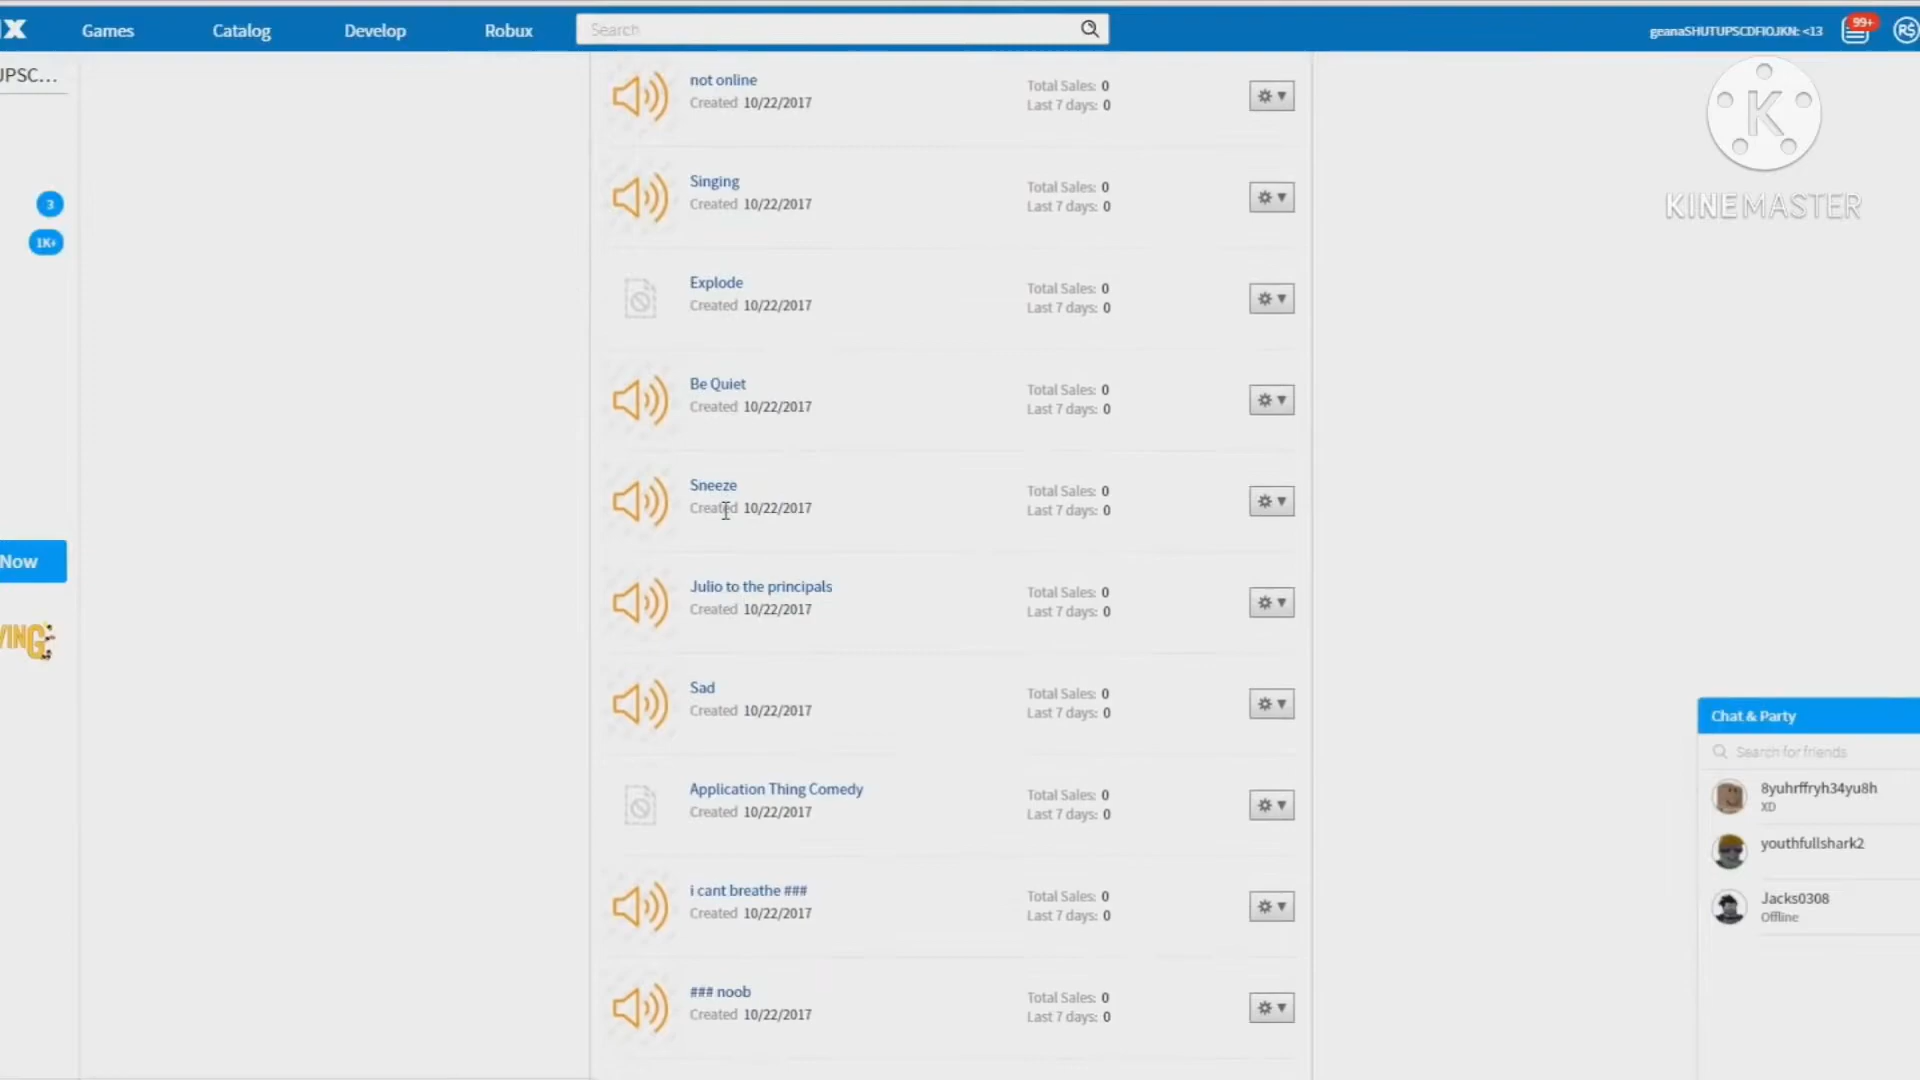 X Games Catalog Develop Robux Search geanaSHUTUPSCDFIOJKN: <13 99+ R$
UPSC...
K
KINEMASTER
3
1K+
Now
VING
not online
Created 10/22/2017
Total Sales: 0
Last 7 days: 0
Singing
Created 10/22/2017
Total Sales: 0
Last 7 days: 0
Explode
Created 10/22/2017
Total Sales: 0
Last 7 days: 0
Be Quiet
Created 10/22/2017
Total Sales: 0
Last 7 days: 0
Sneeze
Created 10/22/2017
Total Sales: 0
Last 7 days: 0
Julio to the principals
Created 10/22/2017
Total Sales: 0
Last 7 days: 0
Sad
Created 10/22/2017
Total Sales: 0
Last 7 days: 0
Application Thing Comedy
Created 10/22/2017
Total Sales: 0
Last 7 days: 0
i cant breathe ###
Created 10/22/2017
Total Sales: 0
Last 7 days: 0
### noob
Created 10/22/2017
Total Sales: 0
Last 7 days: 0
Chat & Party
Search for friends
8yuhrffryh34yu8h
XD
youthfullshark2
Jacks0308
Offline